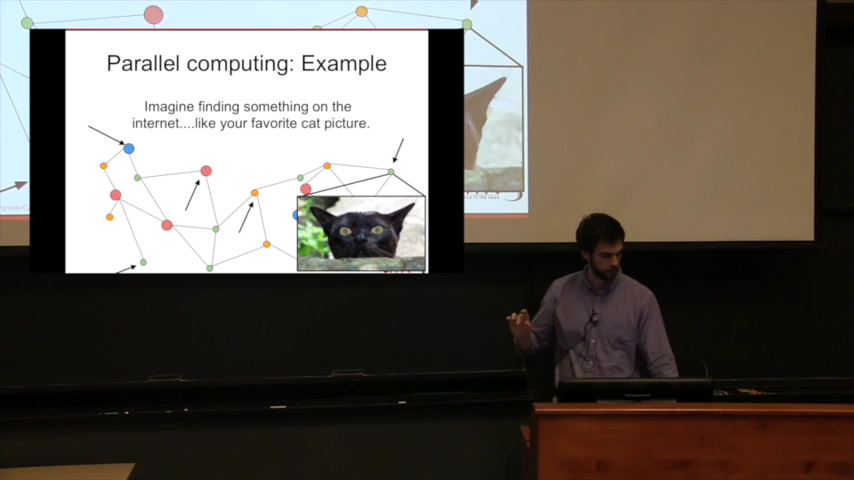 Parallel computing: Example
Imagine finding something on the
internet....like your favorite cat picture.